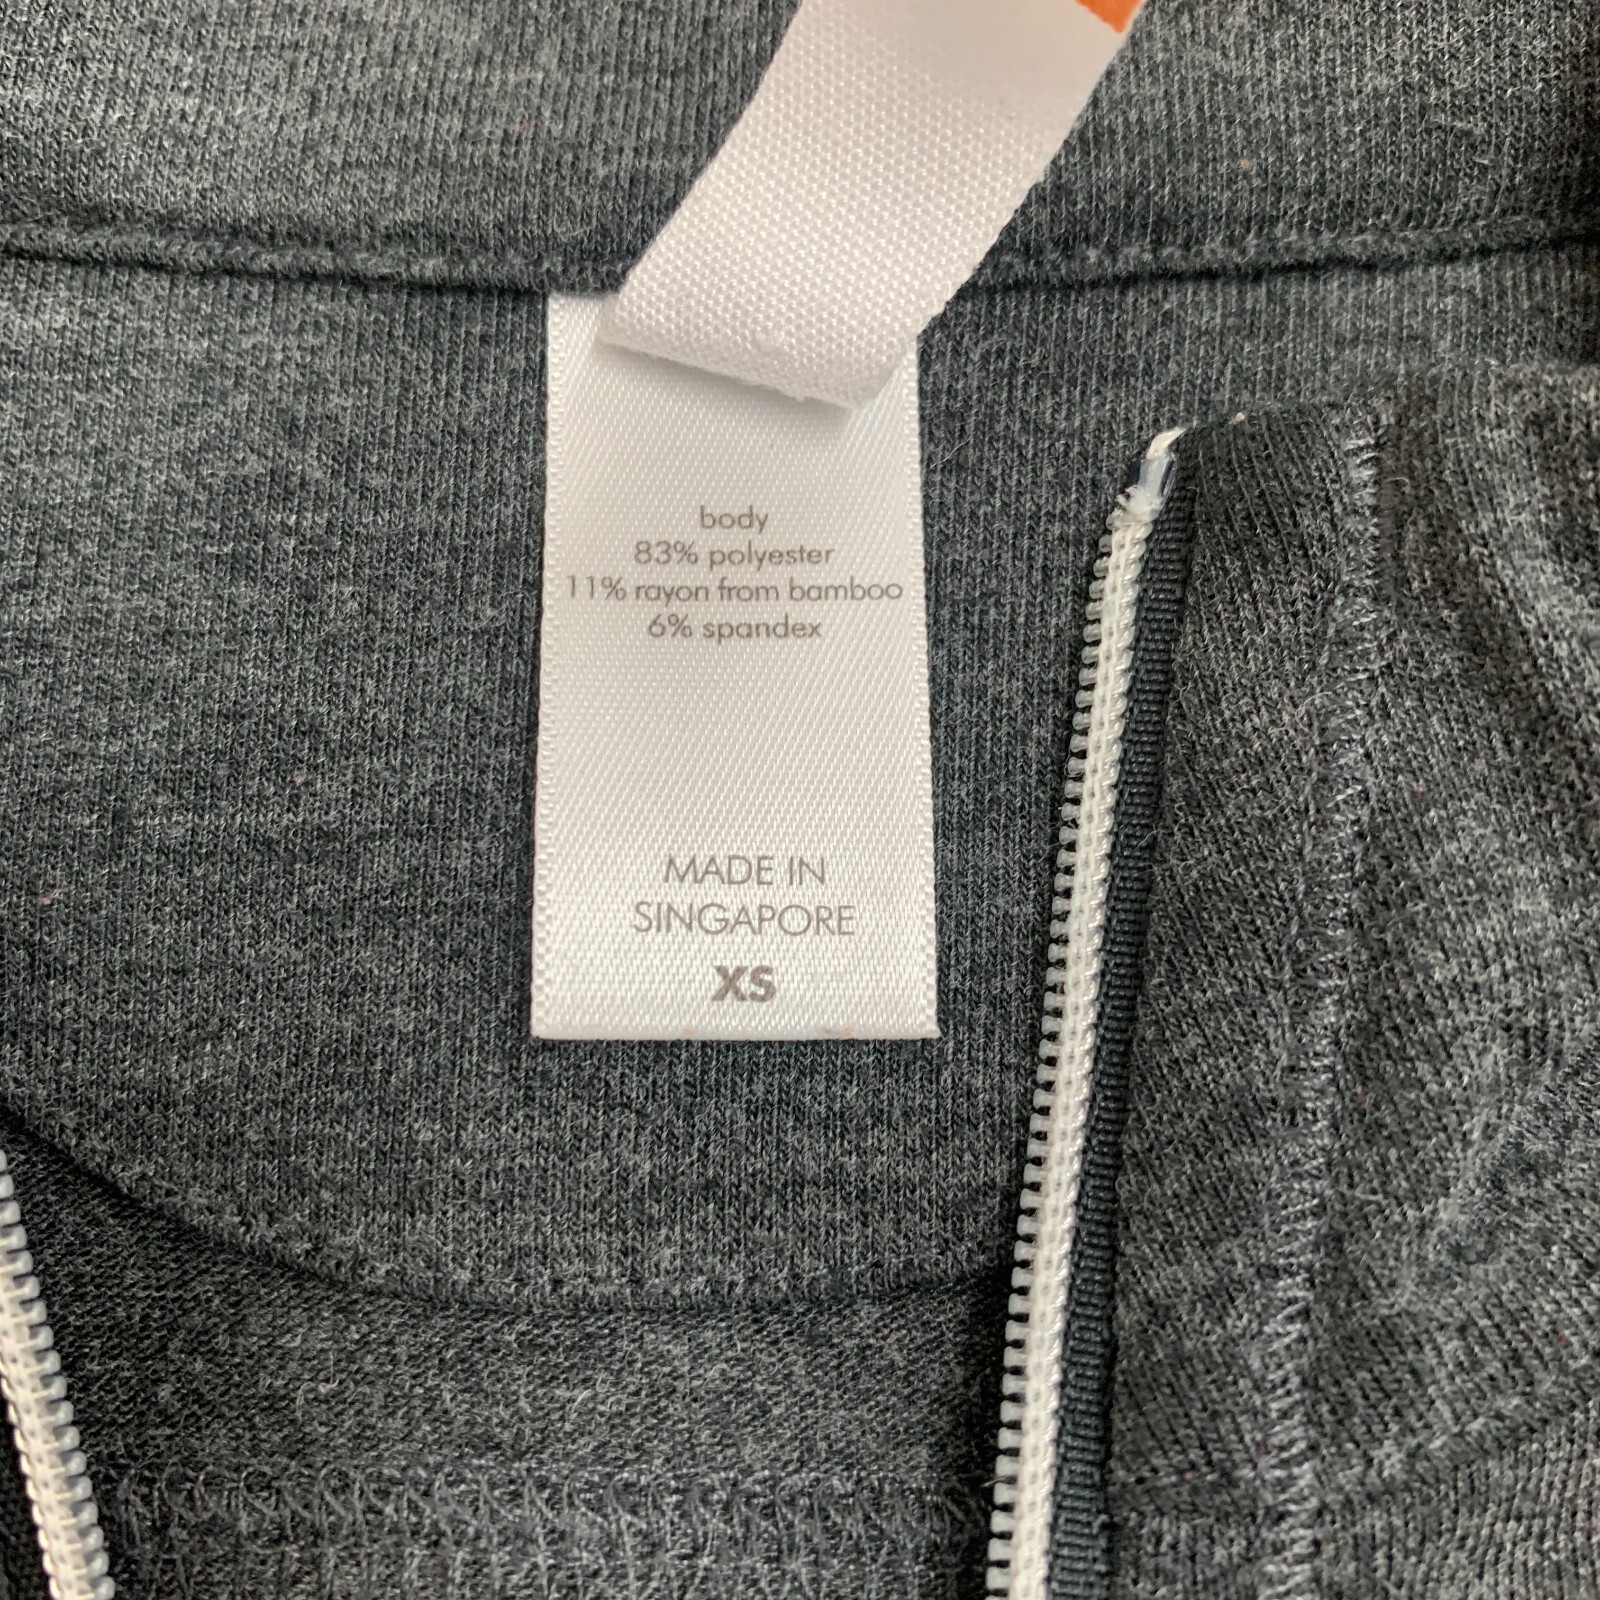 body
83% polyester
11% rayon from bamboo
6% spandex
MADE IN
SINGAPORE
XS